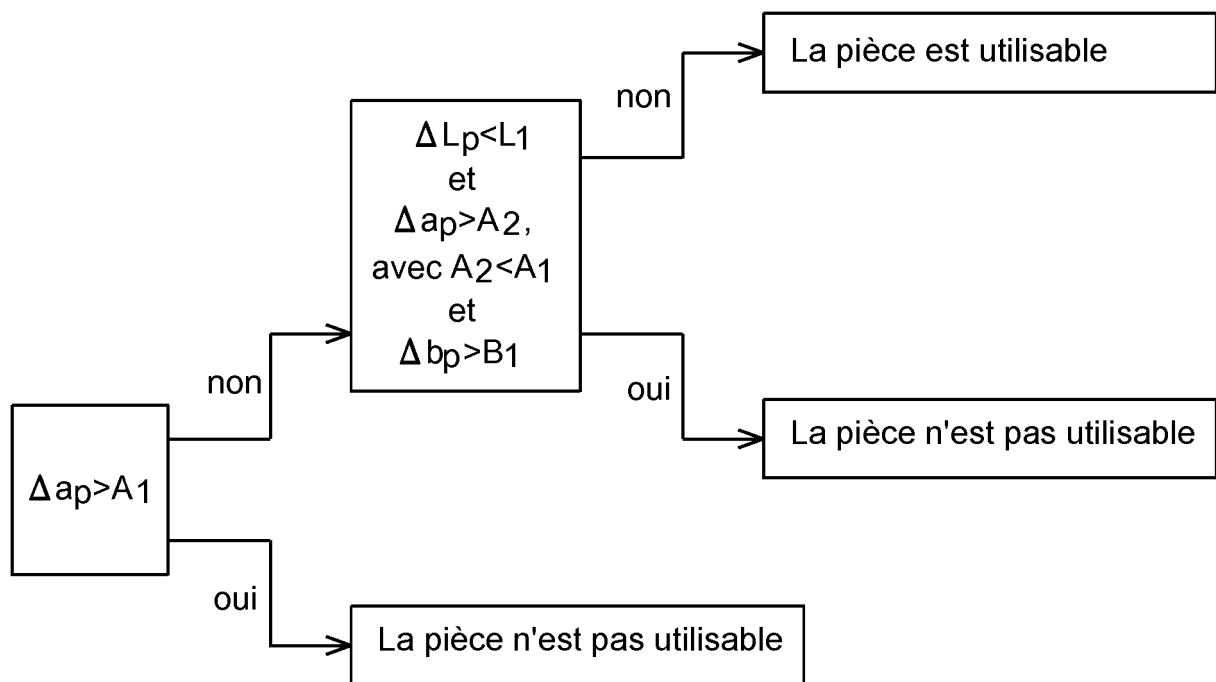 La pièce est utilisable
non
ΔLp<L1
et
Δap>A2,
avec A2<A1
et
Δbp>B1
non
oui
La pièce n'est pas utilisable
Δap>A1
oui
La pièce n'est pas utilisable